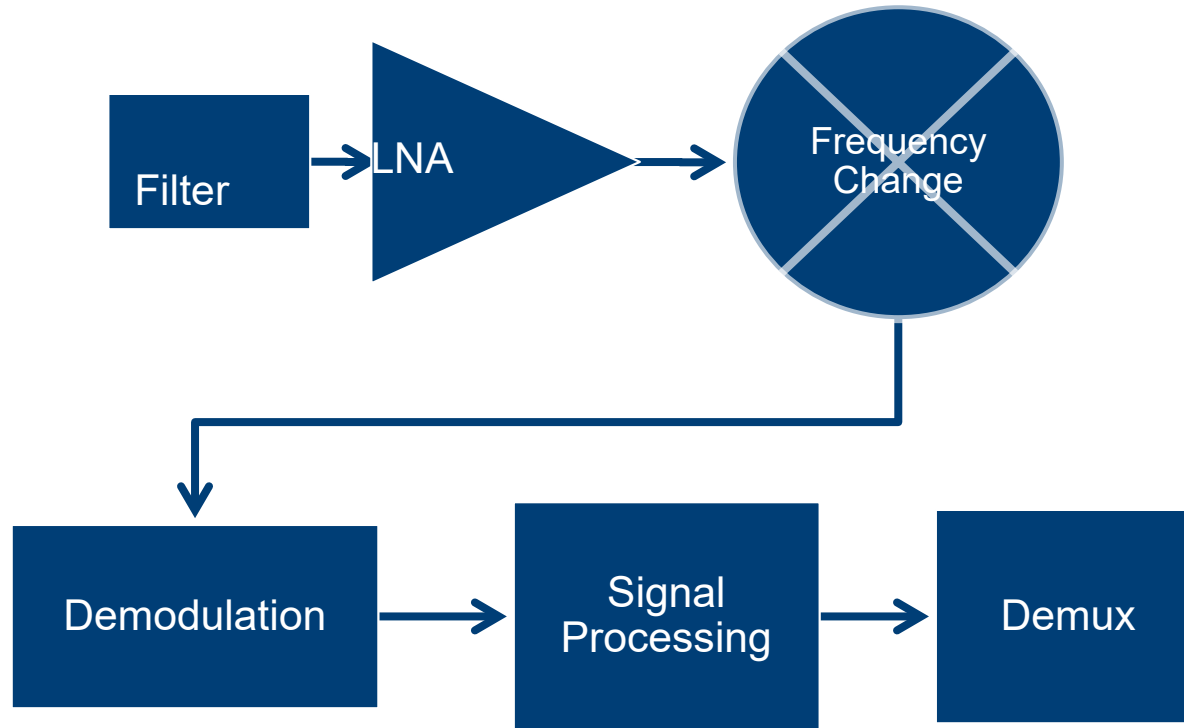 Filter
LNA
Frequency
Change
Demodulation
Signal
Processing
Demux